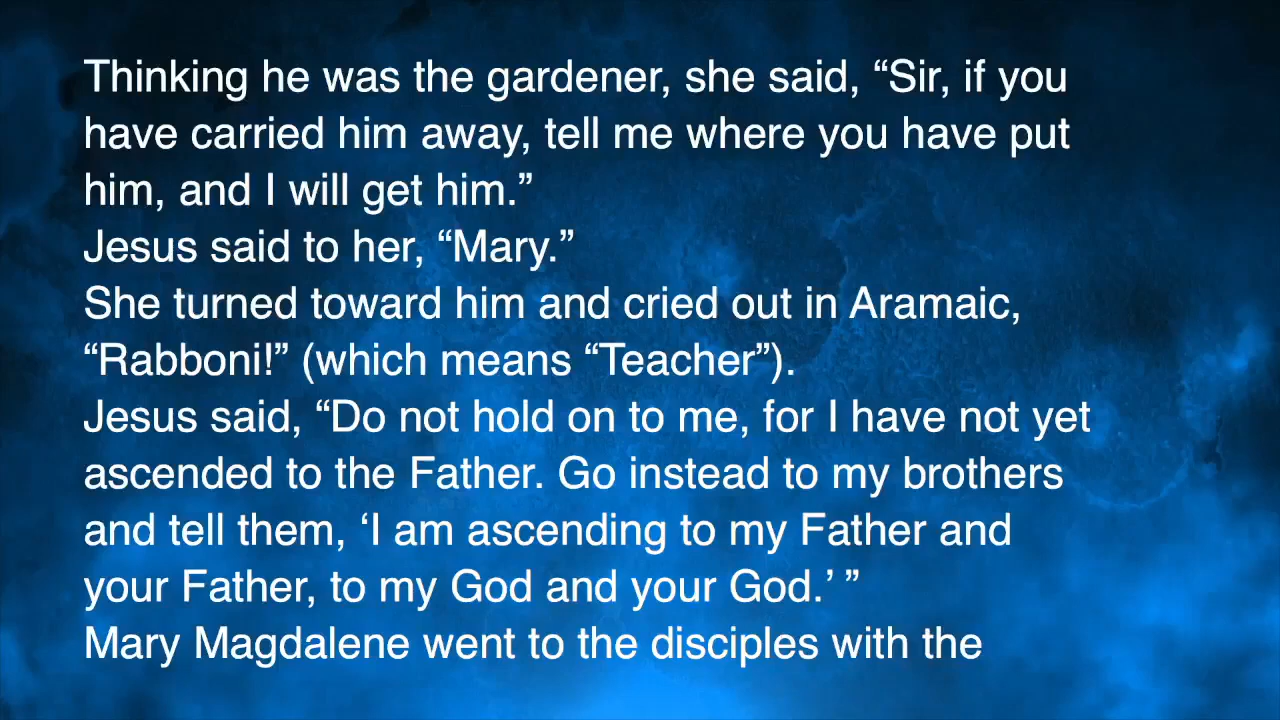 Thinking he was the gardener, she said, “Sir, if you
have carried him away, tell me where you have put
him, and I will get him.”
Jesus said to her, “Mary.”
She turned toward him and cried out in Aramaic,
“Rabboni!” (which means “Teacher”).
Jesus said, “Do not hold on to me, for I have not yet
ascended to the Father. Go instead to my brothers
and tell them, ‘I am ascending to my Father and
your Father, to my God and your God.’ ”
Mary Magdalene went to the disciples with the